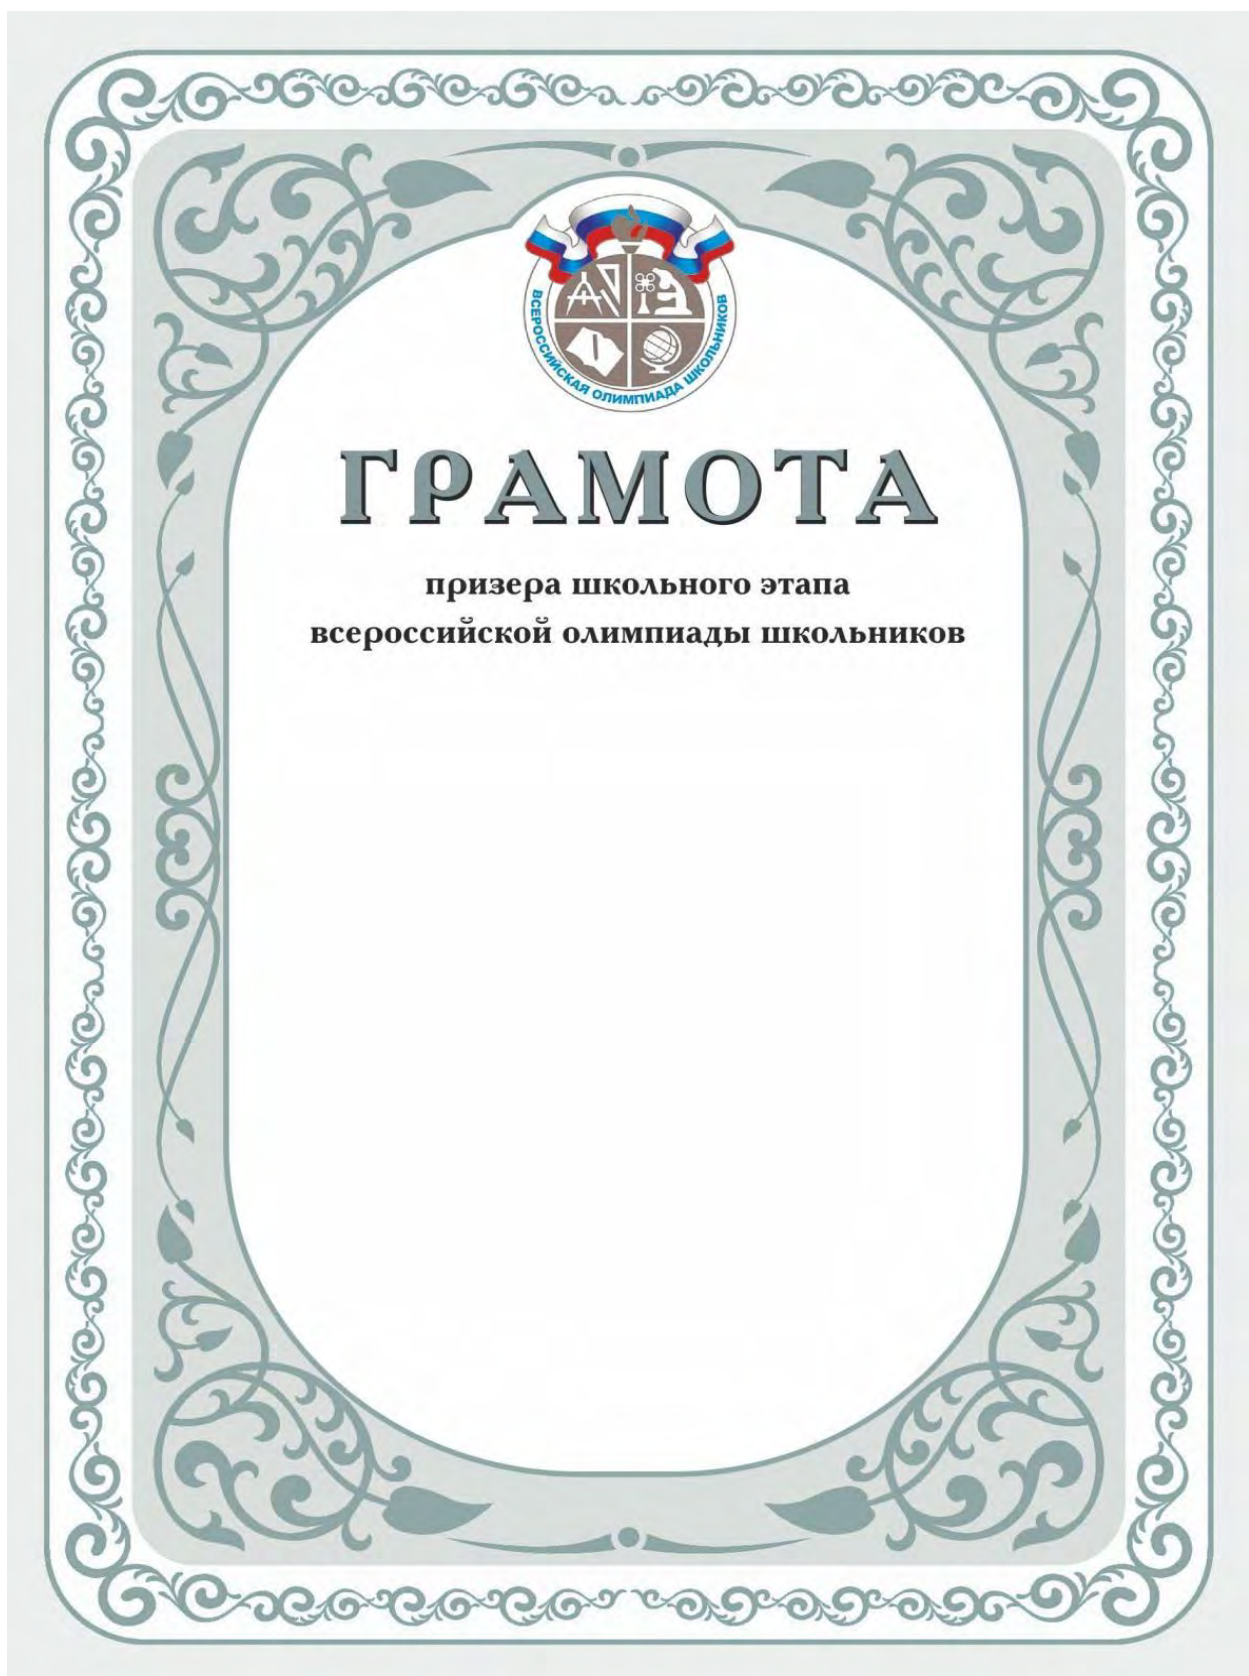 ВСЕРОССИЙСКАЯ ОЛИМПИАДА ШКОЛЬНИКОВ
ГРАМОТА
призера школьного этапа
всероссийской олимпиады школьников